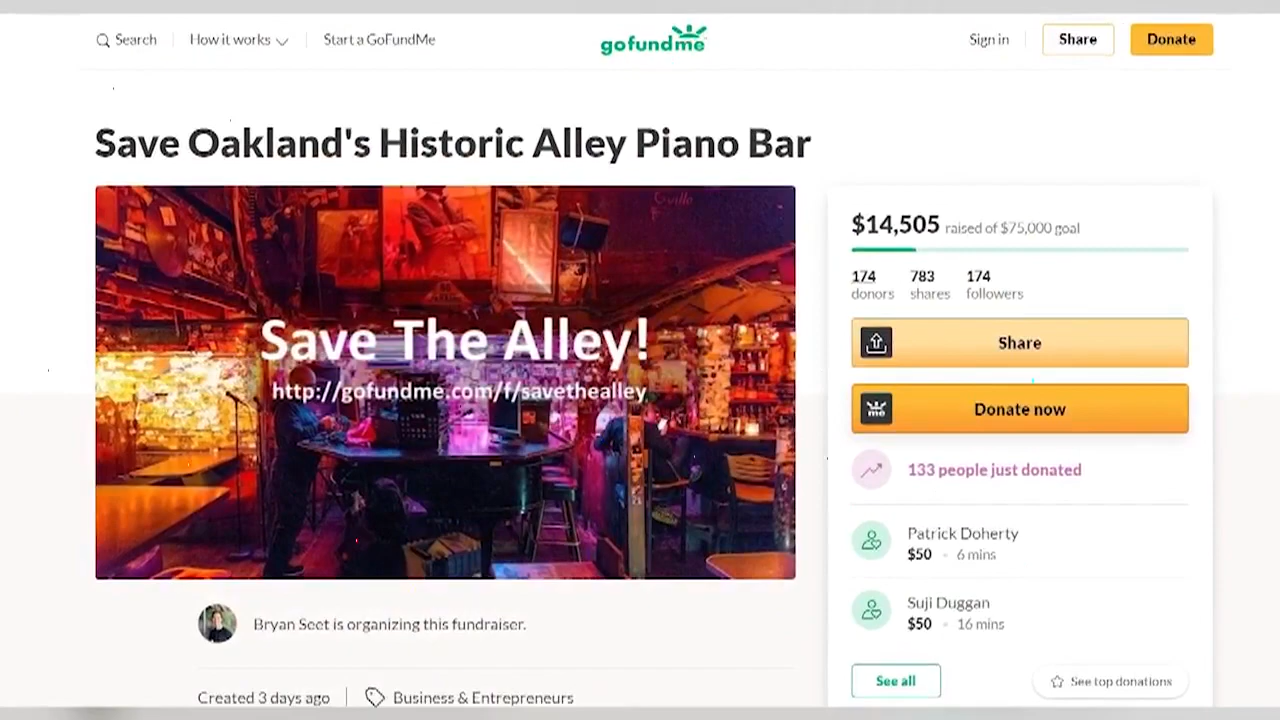 Search
How it works
Start a GoFundMe
gofundme
Sign in
Share
Donate
Save Oakland's Historic Alley Piano Bar
Save The Alley!
http://gofundme.com/f/savethealley
$14,505 raised of $75,000 goal
174 783 174
donors shares followers
Share
me Donate now
133 people just donated
Patrick Doherty
$50 • 6 mins
Suji Duggan
$50 • 16 mins
See all
See top donations
Bryan Seet is organizing this fundraiser.
Created 3 days ago
Business & Entrepreneurs